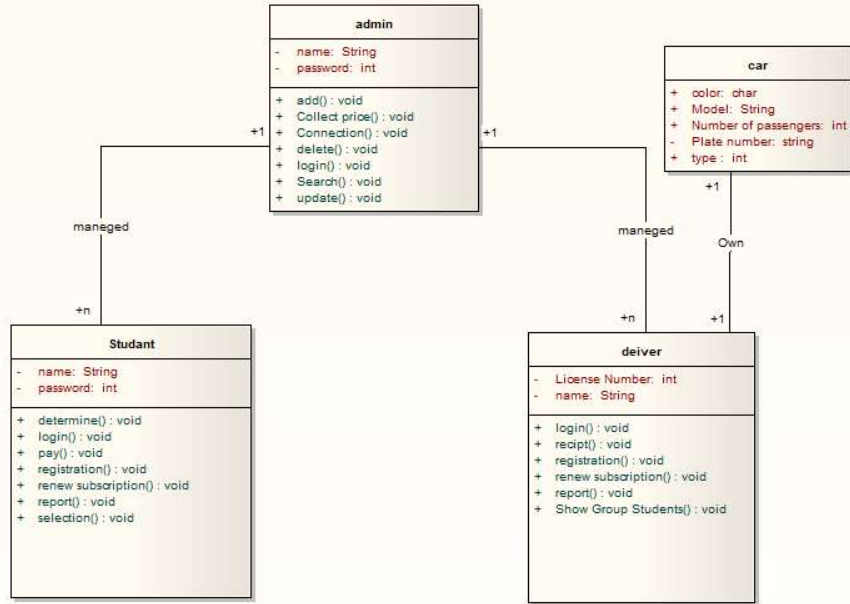 admin
- name: String
- password: int
+ add() : void
+ Collect price() : void
+ Connection() : void
+ delete() : void
+ login() : void
+ Search() : void
+ update() : void
car
+ color: char
+ Model: String
+ Number of passengers: int
- Plate number: string
+ type : int
+1
+1
+1
maneged
maneged
Own
+n
+n
+1
Studant
- name: String
- password: int
+ determine() : void
+ login() : void
+ pay() : void
+ registration() : void
+ renew subscription() : void
+ report() : void
+ selection() : void
deiver
- License Number: int
- name: String
+ login() : void
+ recipt() : void
+ registration() : void
+ renew subscription() : void
+ report() : void
+ Show Group Students() : void